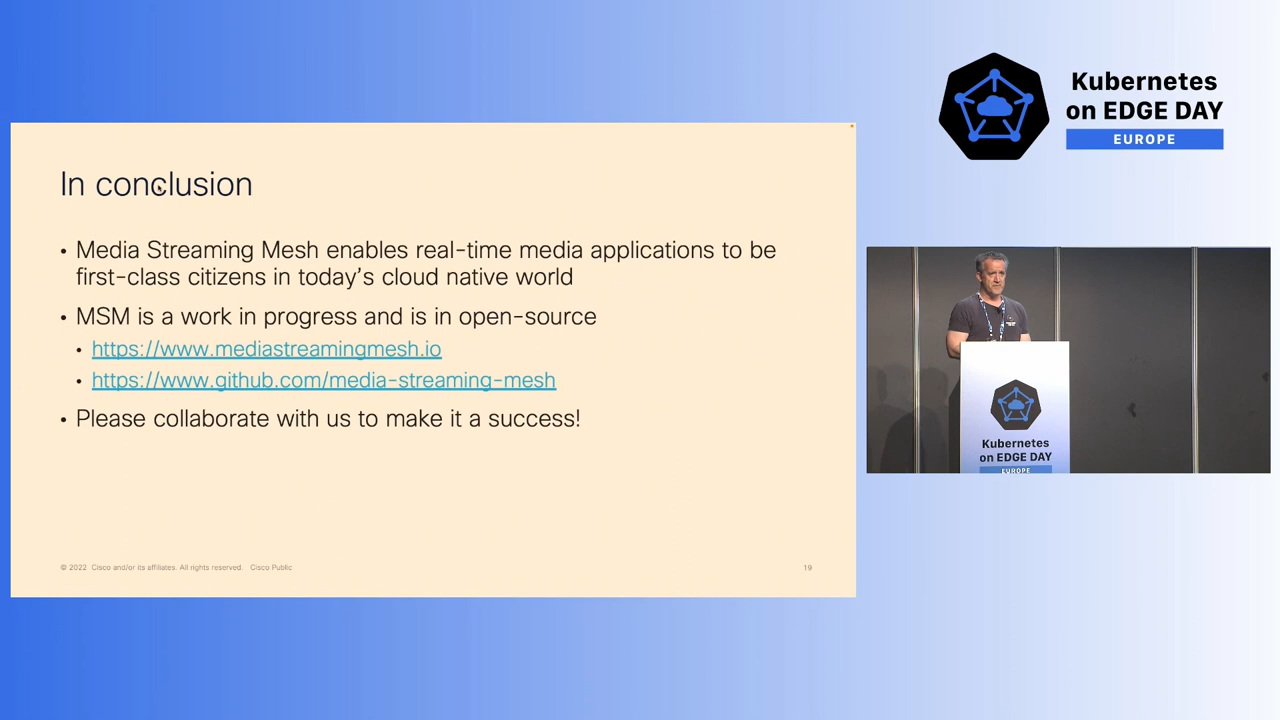 Kubernetes
on EDGE DAY
EUROPE
In conclusion
• Media Streaming Mesh enables real-time media applications to be
first-class citizens in today's cloud native world
• MSM is a work in progress and is in open-source
• https://www.mediastreamingmesh.io
• https://www.github.com/media-streaming-mesh
• Please collaborate with us to make it a success!
© 2022 Cisco and/or its affiliates. All rights reserved. Cisco Public
19
Kubernetes
on EDGE DAY
EUROPE